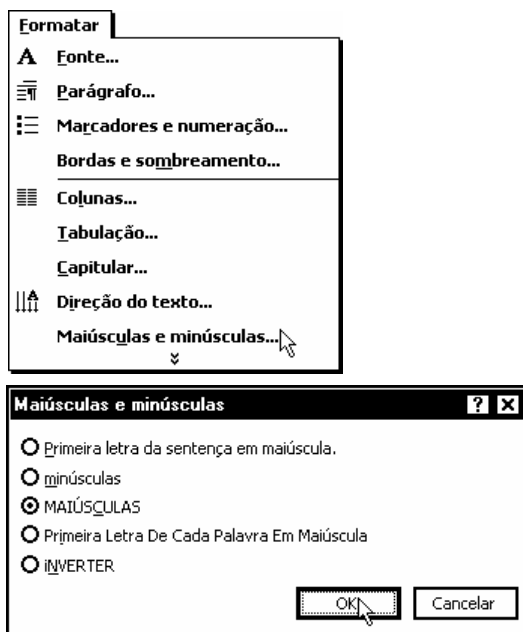 Formatar
Fonte...
Parágrafo...
Marcadores e numeração...
Bordas e sombreamento...
Colunas...
Tabulação...
Capitular...
Direção do texto...
Maiúsculas e minúsculas...
Maiúsculas e minúsculas
Primeira letra da sentença em maiúscula.
minúsculas
MAIÚSCULAS
Primeira Letra De Cada Palavra Em Maiúscula
iNVERTER
OK
Cancelar